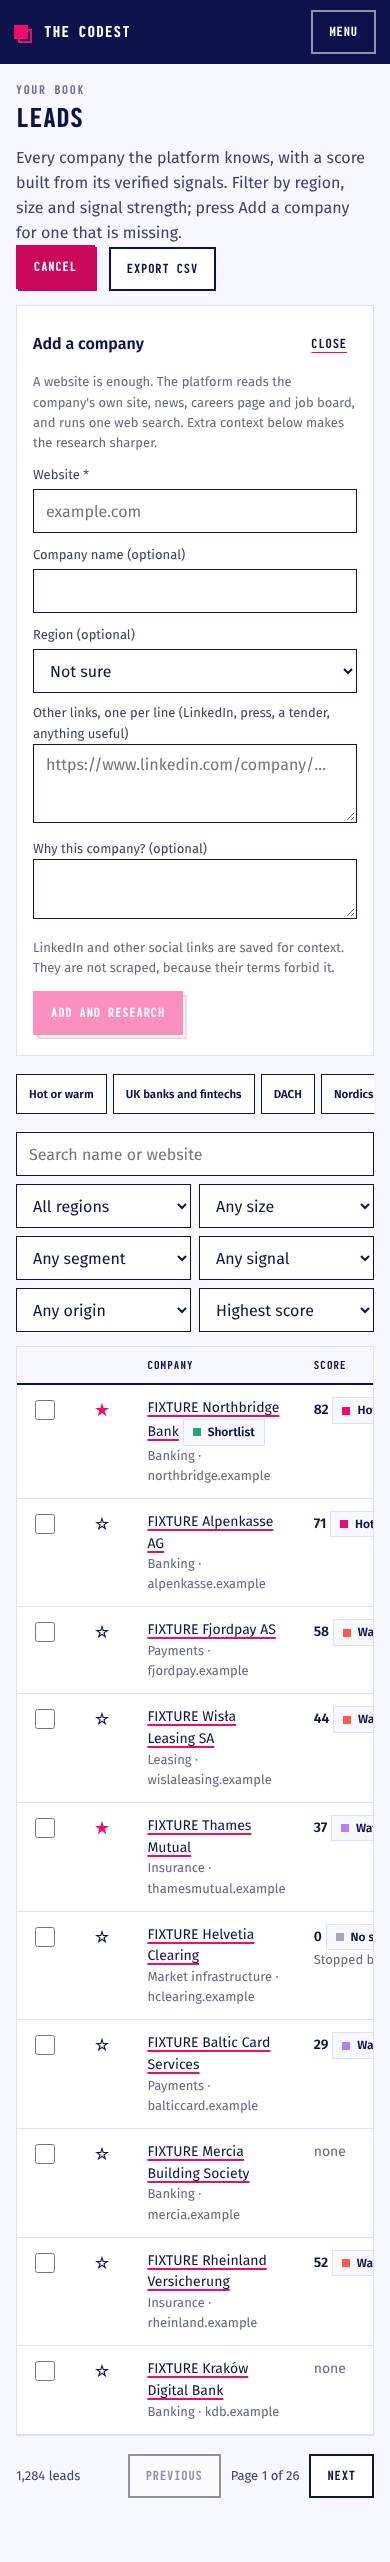 THE CODEST
MENU
YOUR BOOK
LEADS
Every company the platform knows, with a score
built from its verified signals. Filter by region,
size and signal strength; press Add a company
for one that is missing.
CANCEL
EXPORT CSV
Add a company
CLOSE
A website is enough. The platform reads the
company's own site, news, careers page and job board,
and runs one web search. Extra context below makes
the research sharper.
Website *
example.com
Company name (optional)
Region (optional)
Not sure
Other links, one per line (LinkedIn, press, a tender,
anything useful)
https://www.linkedin.com/company/...
Why this company? (optional)
LinkedIn and other social links are saved for context.
They are not scraped, because their terms forbid it.
ADD AND RESEARCH
Hot or warm
UK banks and fintechs
DACH
Nordics
Search name or website
All regions
Any size
Any segment
Any signal
Any origin
Highest score
COMPANY SCORE
FIXTURE Northbridge 82 Ho
Bank Shortlist
Banking ·
northbridge.example
FIXTURE Alpenkasse 71 Hot
AG
Banking ·
alpenkasse.example
FIXTURE Fjordpay AS 58 Wa
Payments ·
fjordpay.example
FIXTURE Wisła 44 Wa
Leasing SA
Leasing ·
wislaleasing.example
FIXTURE Thames 37 Wa
Mutual
Insurance ·
thamesmutual.example
FIXTURE Helvetia 0 No s
Clearing Stopped b
Market infrastructure ·
hclearing.example
FIXTURE Baltic Card 29 Wa
Services
Payments ·
balticcard.example
FIXTURE Mercia none
Building Society
Banking ·
mercia.example
FIXTURE Rheinland 52 Wa
Versicherung
Insurance ·
rheinland.example
FIXTURE Kraków none
Digital Bank
Banking · kdb.example
1,284 leads
PREVIOUS
Page 1 of 26
NEXT